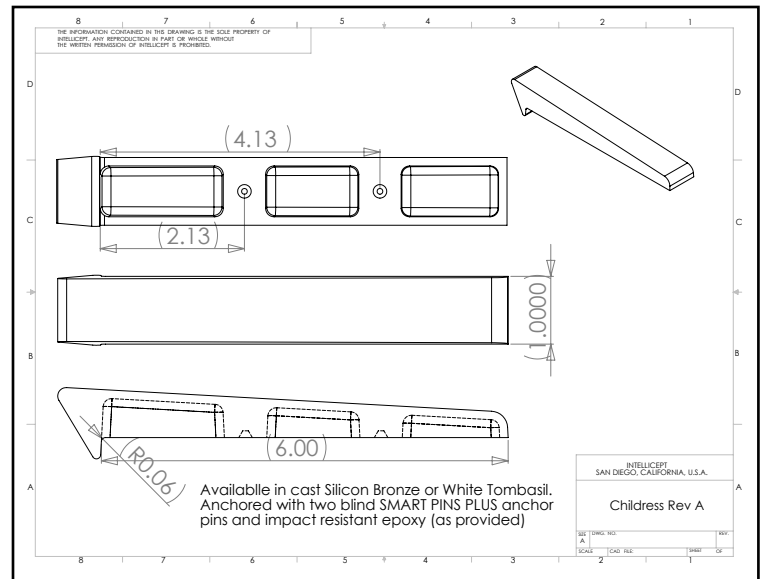 8 7 6 5 4 3 2 1
THE INFORMATION CONTAINED IN THIS DRAWING IS THE SOLE PROPERTY OF
INTELLICEPT. ANY REPRODUCTION IN PART OR WHOLE WITHOUT
THE WRITTEN PERMISSION OF INTELLICEPT IS PROHIBITED.
D D
(4.13)
C C
(2.13)
(1.0000)
B B
(6.00)
(R0.06)
A A
Availablle in cast Silicon Bronze or White Tombasil.
Anchored with two blind SMART PINS PLUS anchor
pins and impact resistant epoxy (as provided)
INTELLICEPT
SAN DIEGO, CALIFORNIA, U.S.A.
Childress Rev A
SIZE DWG. NO. REV.
A
SCALE CAD FILE: SHEET OF
8 7 6 5 4 3 2 1